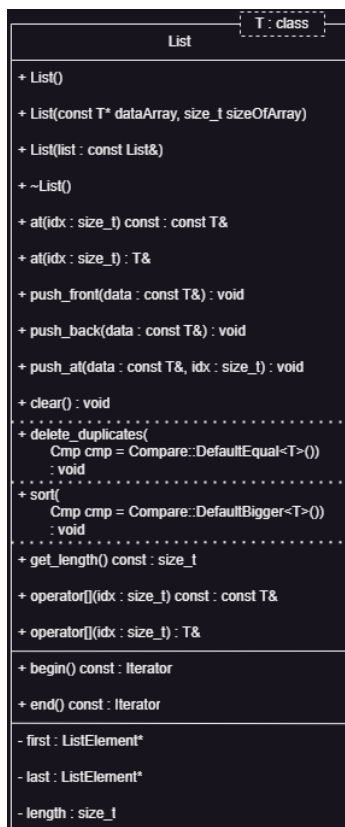 T : class
List
+ List()
+ List(const T* dataArray, size_t sizeOfArray)
+ List(list : const List&)
+ ~List()
+ at(idx : size_t) const : const T&
+ at(idx : size_t) : T&
+ push_front(data : const T&) : void
+ push_back(data : const T&) : void
+ push_at(data : const T&, idx : size_t) : void
+ clear() : void
+ delete_duplicates(
Cmp cmp = Compare::DefaultEqual<T>())
: void
+ sort(
Cmp cmp = Compare::DefaultBigger<T>())
: void
+ get_length() const : size_t
+ operator[](idx : size_t) const : const T&
+ operator[](idx : size_t) : T&
+ begin() const : Iterator
+ end() const : Iterator
- first : ListElement*
- last : ListElement*
- length : size_t